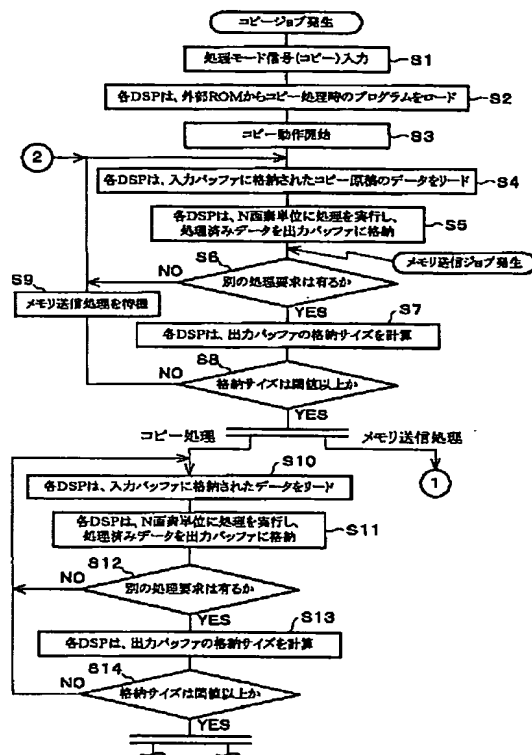 コピージョブ発生
処理モード信号(コピー)入力
S1
各DSPは、外部ROMからコピー処理時のプログラムをロード
S2
コピー動作開始
S3
2
各DSPは、入力バッファに格納されたコピー原稿のデータをリード
S4
各DSPは、N画素単位に処理を実行し、
処理済みデータを出力バッファに格納
S5
メモリ送信ジョブ発生
S6
NO
別の処理要求は有るか
YES
S9
メモリ送信処理を待機
S7
各DSPは、出力バッファの格納サイズを計算
S8
NO
格納サイズは閾値以上か
YES
コピー処理
メモリ送信処理
1
S10
各DSPは、入力バッファに格納されたデータをリード
各DSPは、N画素単位に処理を実行し、
処理済みデータを出力バッファに格納
S11
S12
NO
別の処理要求は有るか
YES
S13
各DSPは、出力バッファの格納サイズを計算
S14
NO
格納サイズは閾値以上か
YES